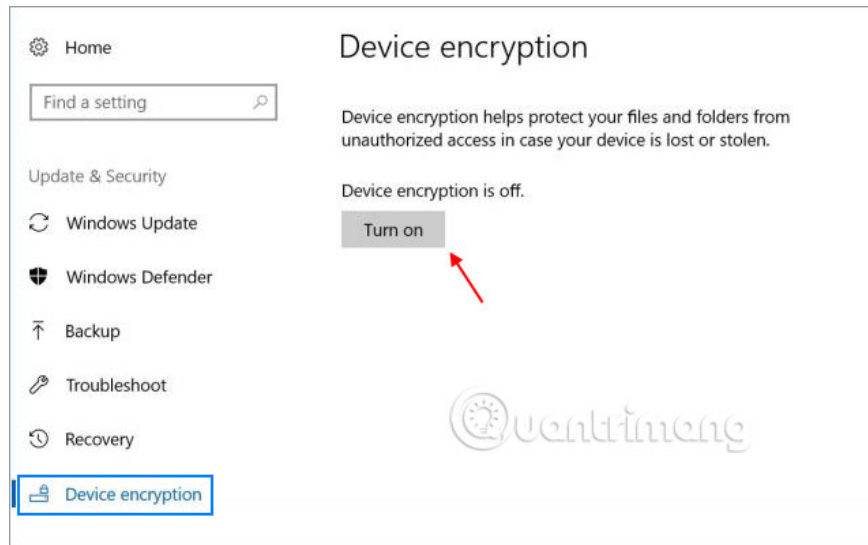 Home
Find a setting
Update & Security
Windows Update
Windows Defender
Backup
Troubleshoot
Recovery
Device encryption
Device encryption
Device encryption helps protect your files and folders from
unauthorized access in case your device is lost or stolen.
Device encryption is off.
Turn on
Quantrimang